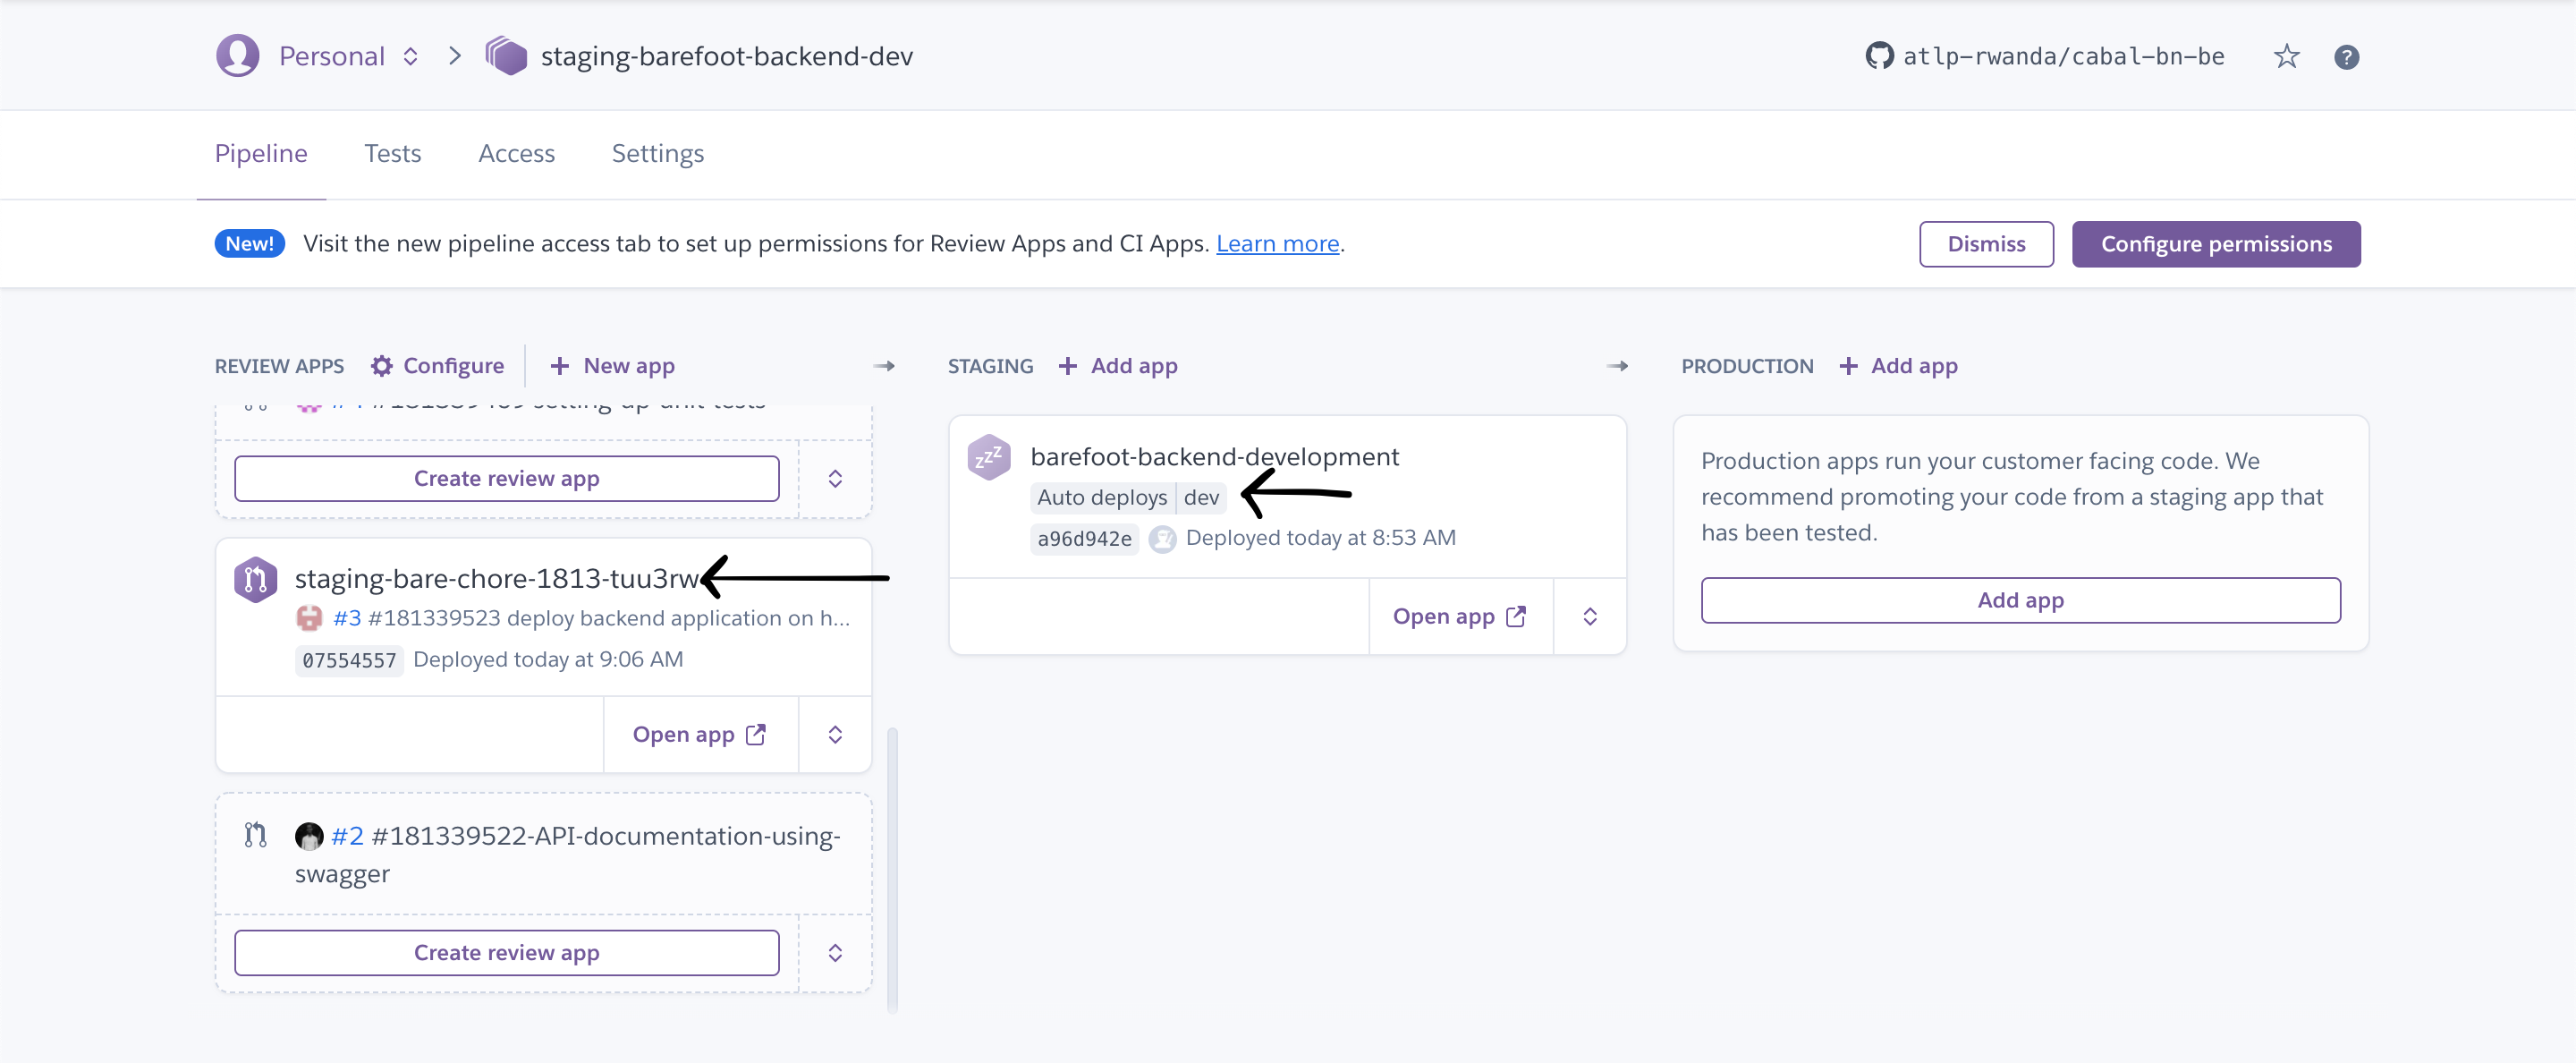 Personal
staging-barefoot-backend-dev
atlp-rwanda/cabal-bn-be
?
Pipeline
Tests
Access
Settings
New!
Visit the new pipeline access tab to set up permissions for Review Apps and CI Apps. Learn more.
Dismiss
Configure permissions
REVIEW APPS
Configure
New app
setting-up-unit-tests
Create review app
staging-bare-chore-1813-tuu3rw
#3 #181339523 deploy backend application on h...
07554557 Deployed today at 9:06 AM
Open app
#2 #181339522-API-documentation-using-
swagger
Create review app
STAGING
Add app
zzz
barefoot-backend-development
Auto deploys dev
a96d942e Deployed today at 8:53 AM
Open app
PRODUCTION
Add app
Production apps run your customer facing code. We
recommend promoting your code from a staging app that
has been tested.
Add app